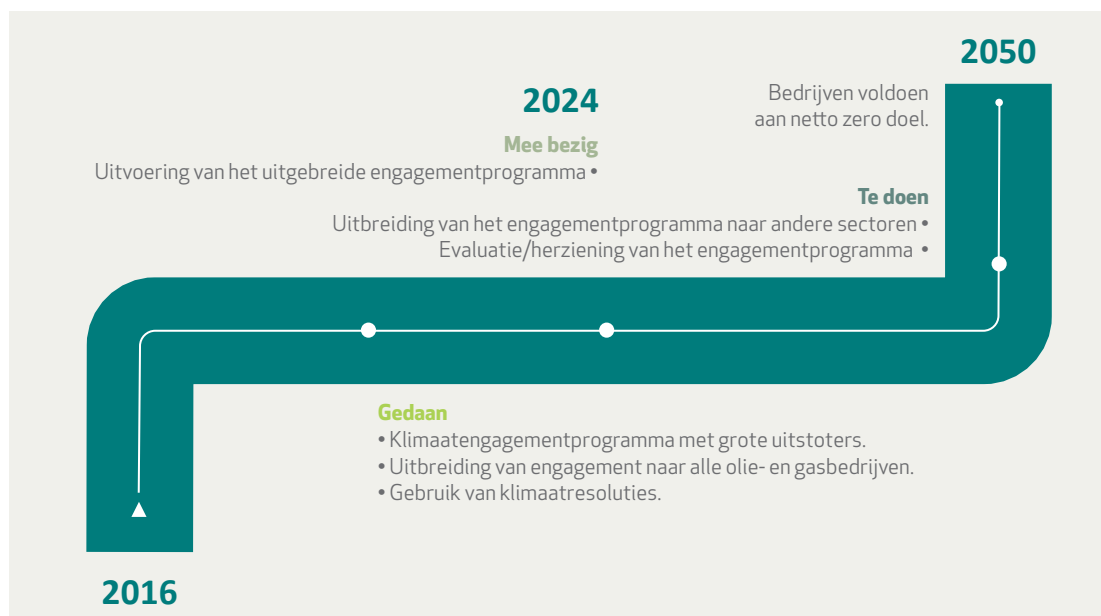 2050
Bedrijven voldoen
aan netto zero doel.
2024
Mee bezig
Uitvoering van het uitgebreide engagementprogramma •
Te doen
Uitbreiding van het engagementprogramma naar andere sectoren •
Evaluatie/herziening van het engagementprogramma •
Gedaan
• Klimaatengagementprogramma met grote uitstoters.
• Uitbreiding van engagement naar alle olie- en gasbedrijven.
• Gebruik van klimaatresoluties.
2016